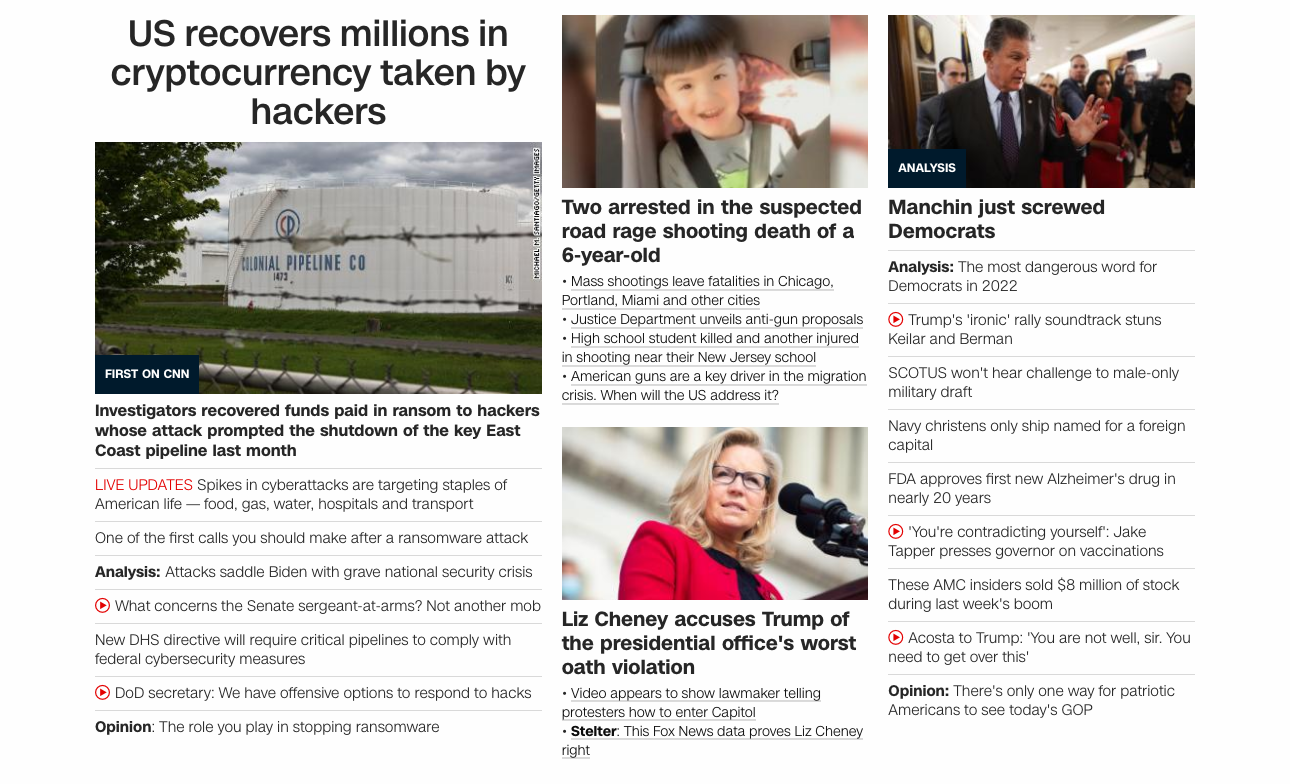 US recovers millions in
cryptocurrency taken by
hackers
MICHAEL M. SANTIAGO/GETTY IMAGES
CP
COLONIAL PIPELINE CO
1473
FIRST ON CNN
Investigators recovered funds paid in ransom to hackers
whose attack prompted the shutdown of the key East
Coast pipeline last month
LIVE UPDATES Spikes in cyberattacks are targeting staples of
American life — food, gas, water, hospitals and transport
One of the first calls you should make after a ransomware attack
Analysis: Attacks saddle Biden with grave national security crisis
What concerns the Senate sergeant-at-arms? Not another mob
New DHS directive will require critical pipelines to comply with
federal cybersecurity measures
DoD secretary: We have offensive options to respond to hacks
Opinion: The role you play in stopping ransomware
Two arrested in the suspected
road rage shooting death of a
6-year-old
• Mass shootings leave fatalities in Chicago,
Portland, Miami and other cities
• Justice Department unveils anti-gun proposals
• High school student killed and another injured
in shooting near their New Jersey school
• American guns are a key driver in the migration
crisis. When will the US address it?
Liz Cheney accuses Trump of
the presidential office's worst
oath violation
• Video appears to show lawmaker telling
protesters how to enter Capitol
• Stelter: This Fox News data proves Liz Cheney
right
ANALYSIS
Manchin just screwed
Democrats
Analysis: The most dangerous word for
Democrats in 2022
Trump's 'ironic' rally soundtrack stuns
Keilar and Berman
SCOTUS won't hear challenge to male-only
military draft
Navy christens only ship named for a foreign
capital
FDA approves first new Alzheimer's drug in
nearly 20 years
'You're contradicting yourself': Jake
Tapper presses governor on vaccinations
These AMC insiders sold $8 million of stock
during last week's boom
Acosta to Trump: 'You are not well, sir. You
need to get over this'
Opinion: There's only one way for patriotic
Americans to see today's GOP